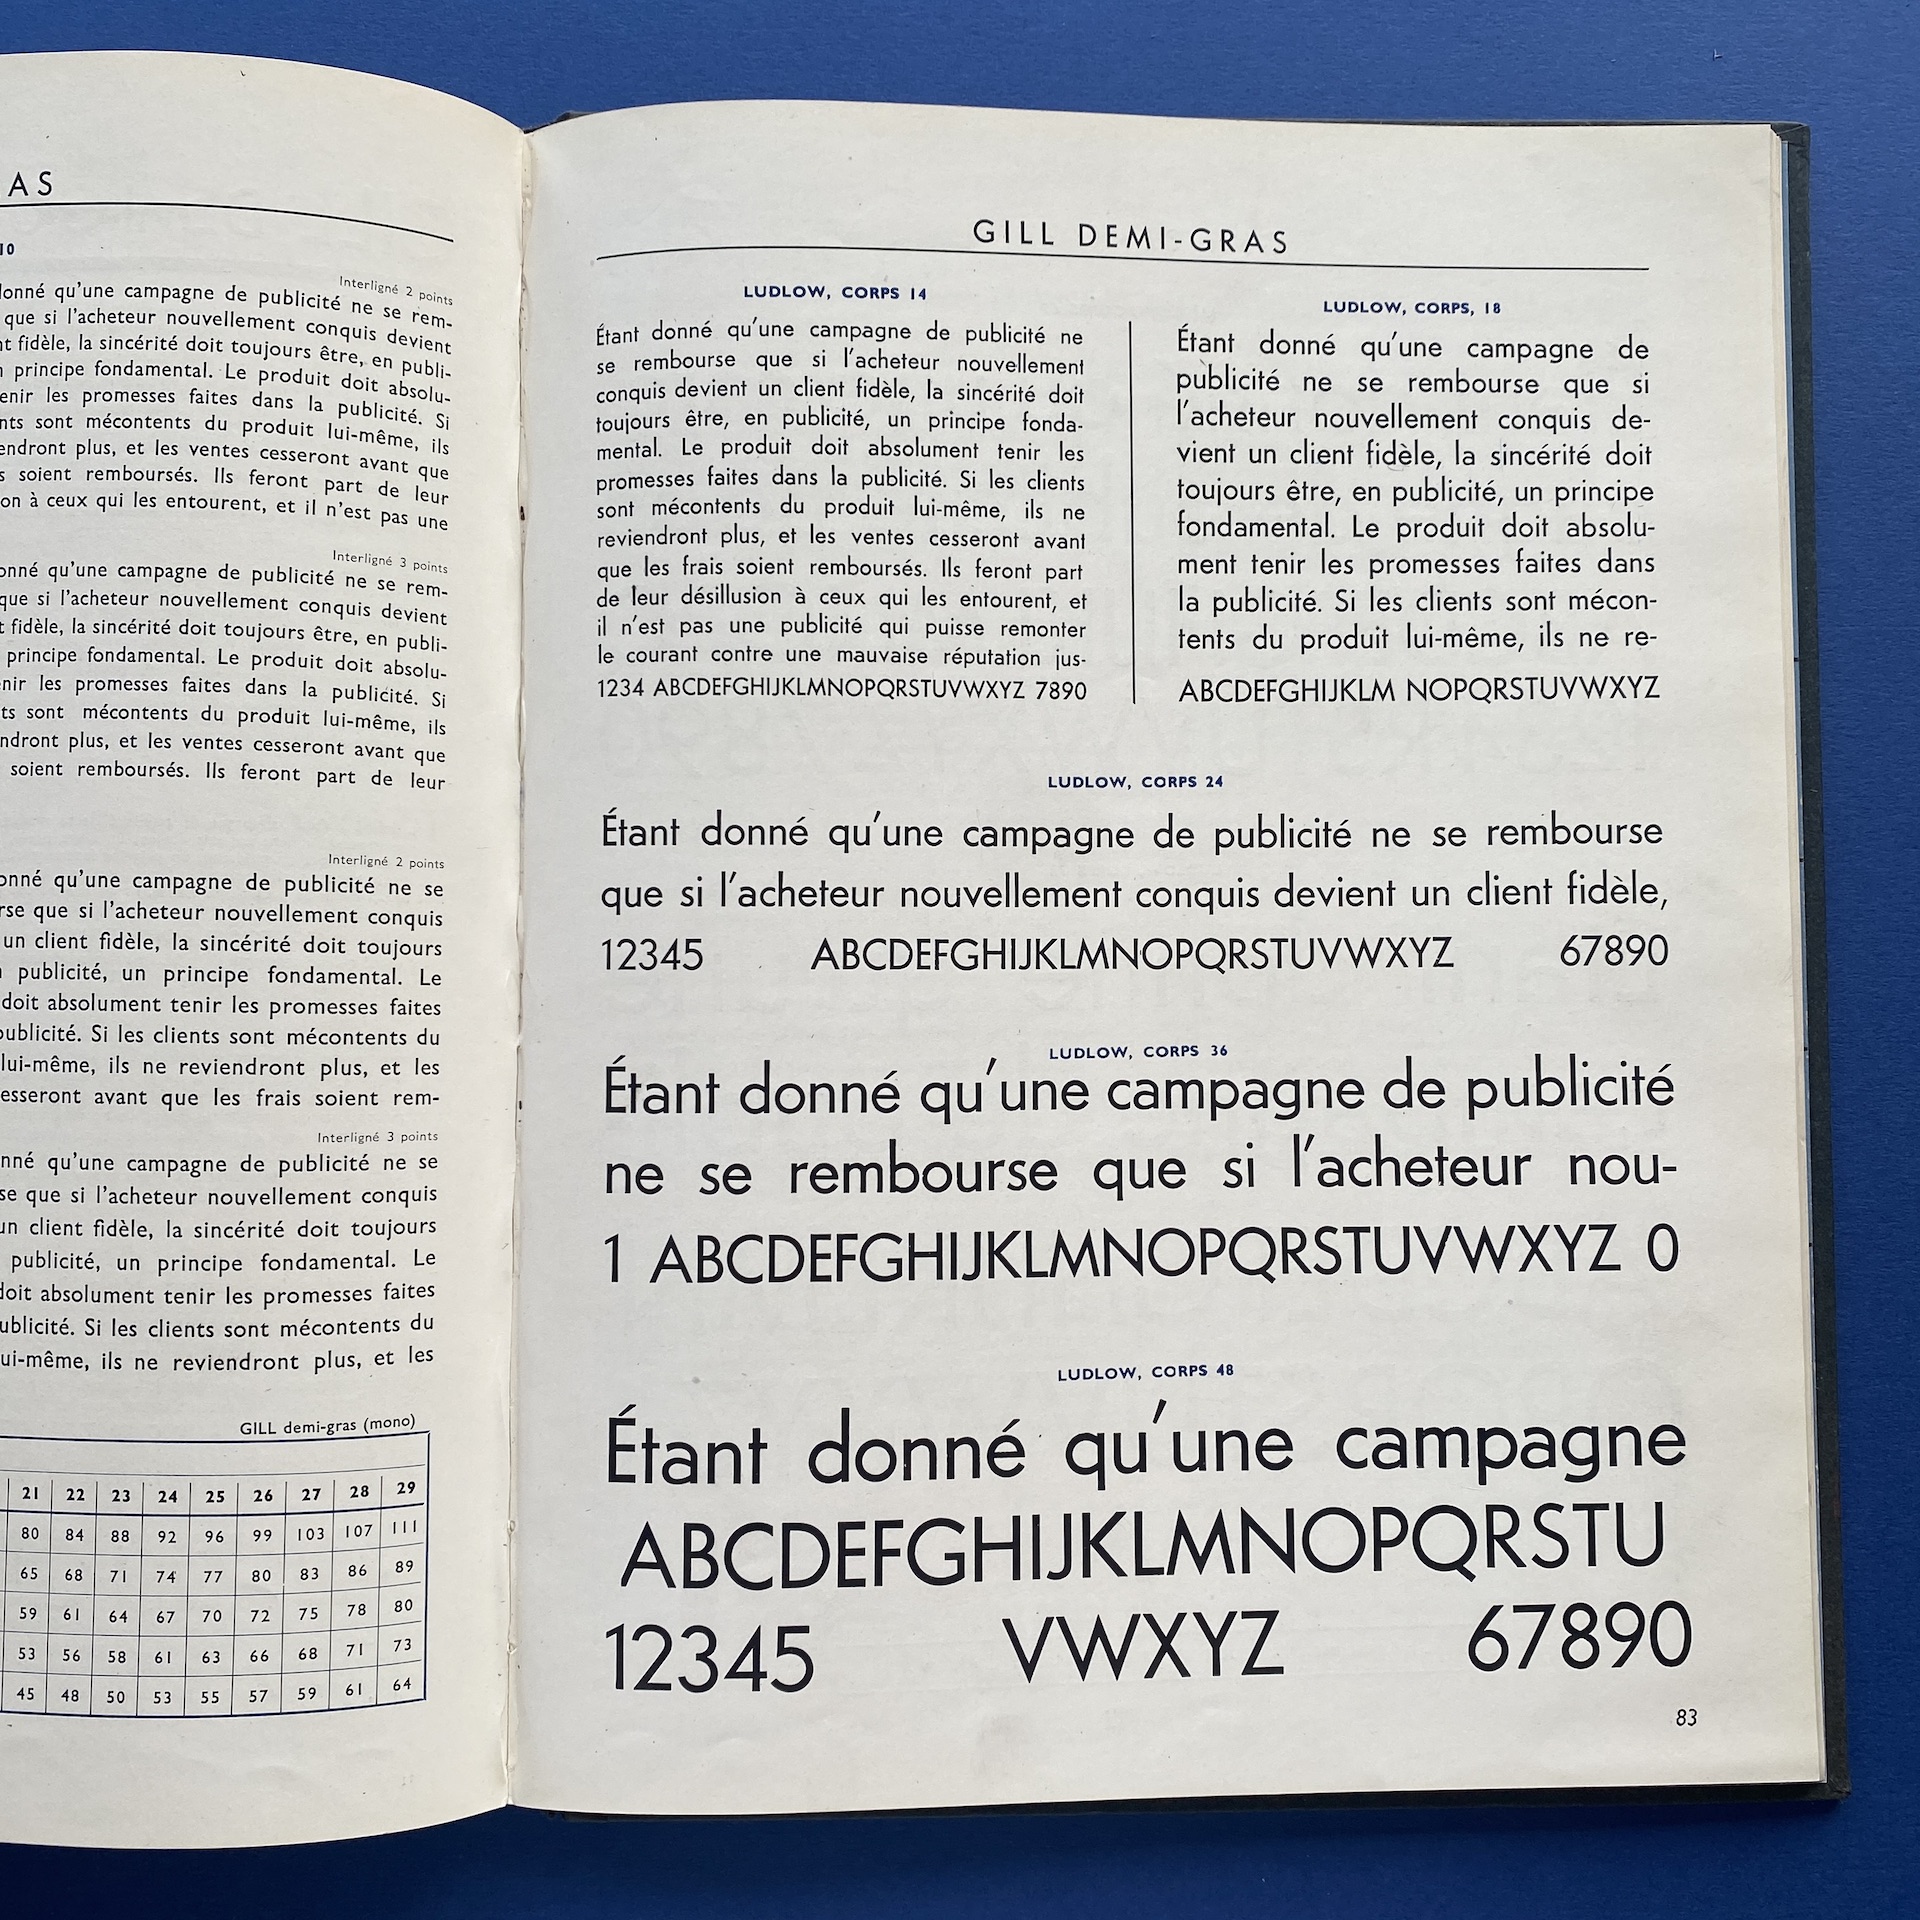 AS
10
Interligné 2 points
donné qu'une campagne de publicité ne se rem-
que si l'acheteur nouvellement conquis devient
fidèle, la sincérité doit toujours être, en publi-
principe fondamental. Le produit doit absolu-
les promesses faites dans la publicité. Si
sont mécontents du produit lui-même, ils
plus, et les ventes cesseront avant que
soient remboursés. Ils feront part de leur
à ceux qui les entourent, et il n'est pas une
Interligné 3 points
qu'une campagne de publicité ne se rem-
que si l'acheteur nouvellement conquis devient
fidèle, la sincérité doit toujours être, en publi-
principe fondamental. Le produit doit absolu-
les promesses faites dans la publicité. Si
sont mécontents du produit lui-même, ils
plus, et les ventes cesseront avant que
soient remboursés. Ils feront part de leur
Interligné 2 points
qu'une campagne de publicité ne se
que si l'acheteur nouvellement conquis
un client fidèle, la sincérité doit toujours
publicité, un principe fondamental. Le
doit absolument tenir les promesses faites
publicité. Si les clients sont mécontents du
lui-même, ils ne reviendront plus, et les
avant que les frais soient rem-
Interligné 3 points
qu'une campagne de publicité ne se
que si l'acheteur nouvellement conquis
un client fidèle, la sincérité doit toujours
publicité, un principe fondamental. Le
doit absolument tenir les promesses faites
Si les clients sont mécontents du
ils ne reviendront plus, et les
GILL demi-gras (mono)
21 22 23 24 25 26 27 28 29
80 84 88 92 96 99 103 107 111
65 68 71 74 77 80 83 86 89
59 61 64 67 70 72 75 78 80
53 56 58 61 63 66 68 71 73
45 48 50 53 55 57 59 61 64
GILL DEMI-GRAS
LUDLOW, CORPS 14
Étant donné qu'une campagne de publicité ne
se rembourse que si l'acheteur nouvellement
conquis devient un client fidèle, la sincérité doit
toujours être, en publicité, un principe fonda-
mental. Le produit doit absolument tenir les
promesses faites dans la publicité. Si les clients
sont mécontents du produit lui-même, ils ne
reviendront plus, et les ventes cesseront avant
que les frais soient remboursés. Ils feront part
de leur désillusion à ceux qui les entourent, et
il n'est pas une publicité qui puisse remonter
le courant contre une mauvaise réputation jus-
1234 ABCDEFGHIJKLMNOPQRSTUVWXYZ 7890
LUDLOW, CORPS, 18
Étant donné qu'une campagne de
publicité ne se rembourse que si
l'acheteur nouvellement conquis de-
vient un client fidèle, la sincérité doit
toujours être, en publicité, un principe
fondamental. Le produit doit absolu-
ment tenir les promesses faites dans
la publicité. Si les clients sont mécon-
tents du produit lui-même, ils ne re-
ABCDEFGHIJKLM NOPQRSTUVWXYZ
LUDLOW, CORPS 24
Étant donné qu'une campagne de publicité ne se rembourse
que si l'acheteur nouvellement conquis devient un client fidèle,
12345 ABCDEFGHIJKLMNOPQRSTUVWXYZ 67890
LUDLOW, CORPS 36
Étant donné qu'une campagne de publicité
ne se rembourse que si l'acheteur nou-
1 ABCDEFGHIJKLMNOPQRSTUVWXYZ 0
LUDLOW, CORPS 48
Étant donné qu'une campagne
ABCDEFGHIJKLMNOPQRSTU
12345 VWXYZ 67890
83